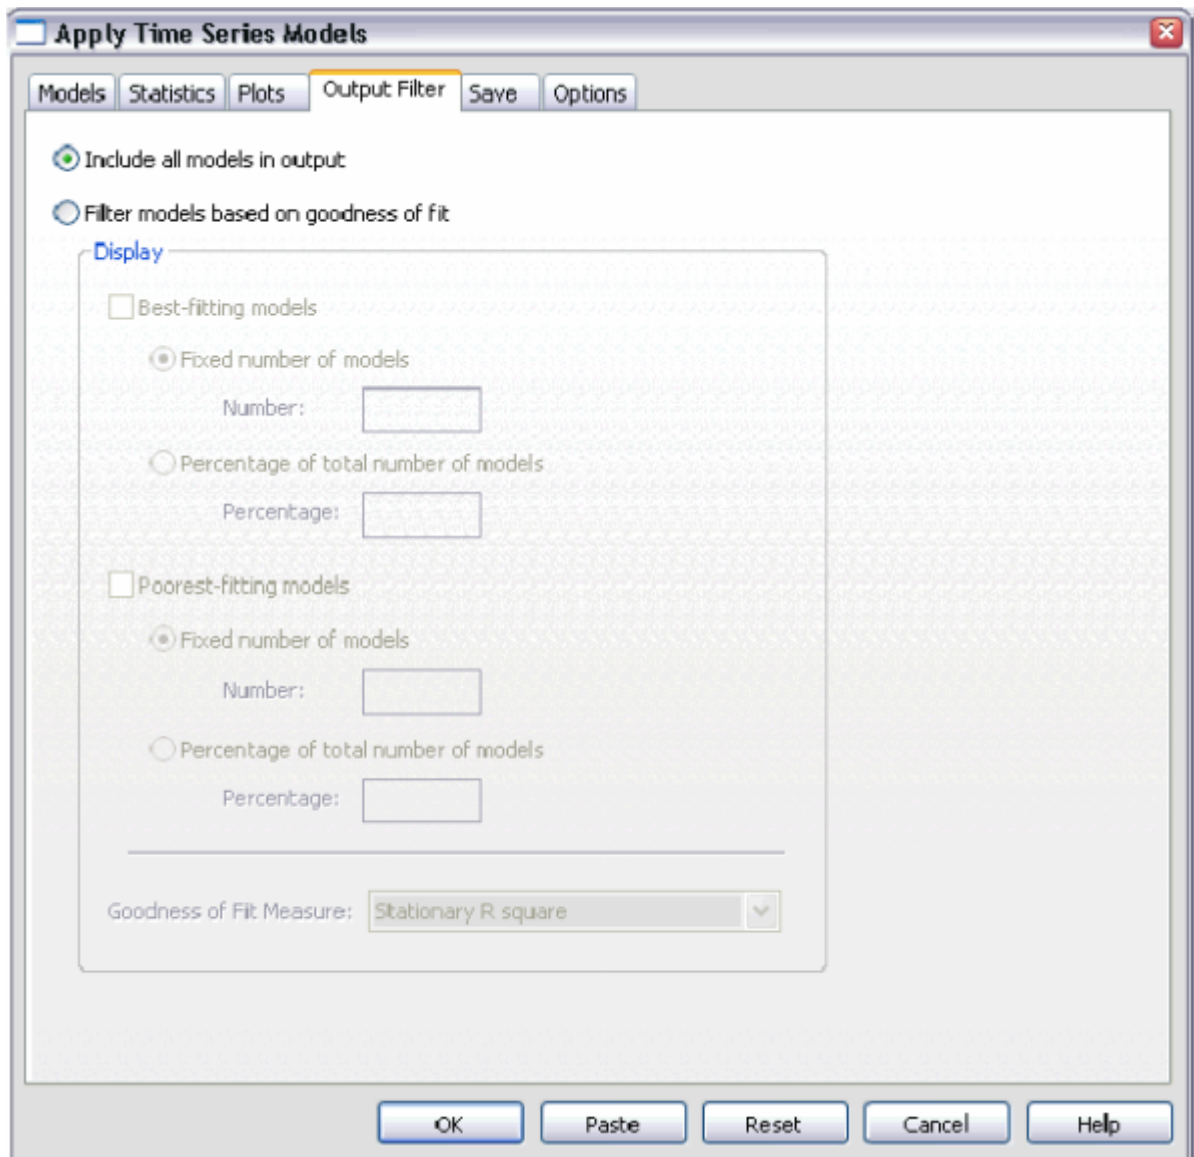 Apply Time Series Models
Models Statistics Plots Output Filter Save Options
Include all models in output
Filter models based on goodness of fit
Display
Best-fitting models
Fixed number of models
Number:
Percentage of total number of models
Percentage:
Poorest-fitting models
Fixed number of models
Number:
Percentage of total number of models
Percentage:
Goodness of Fit Measure: Stationary R square
OK Paste Reset Cancel Help